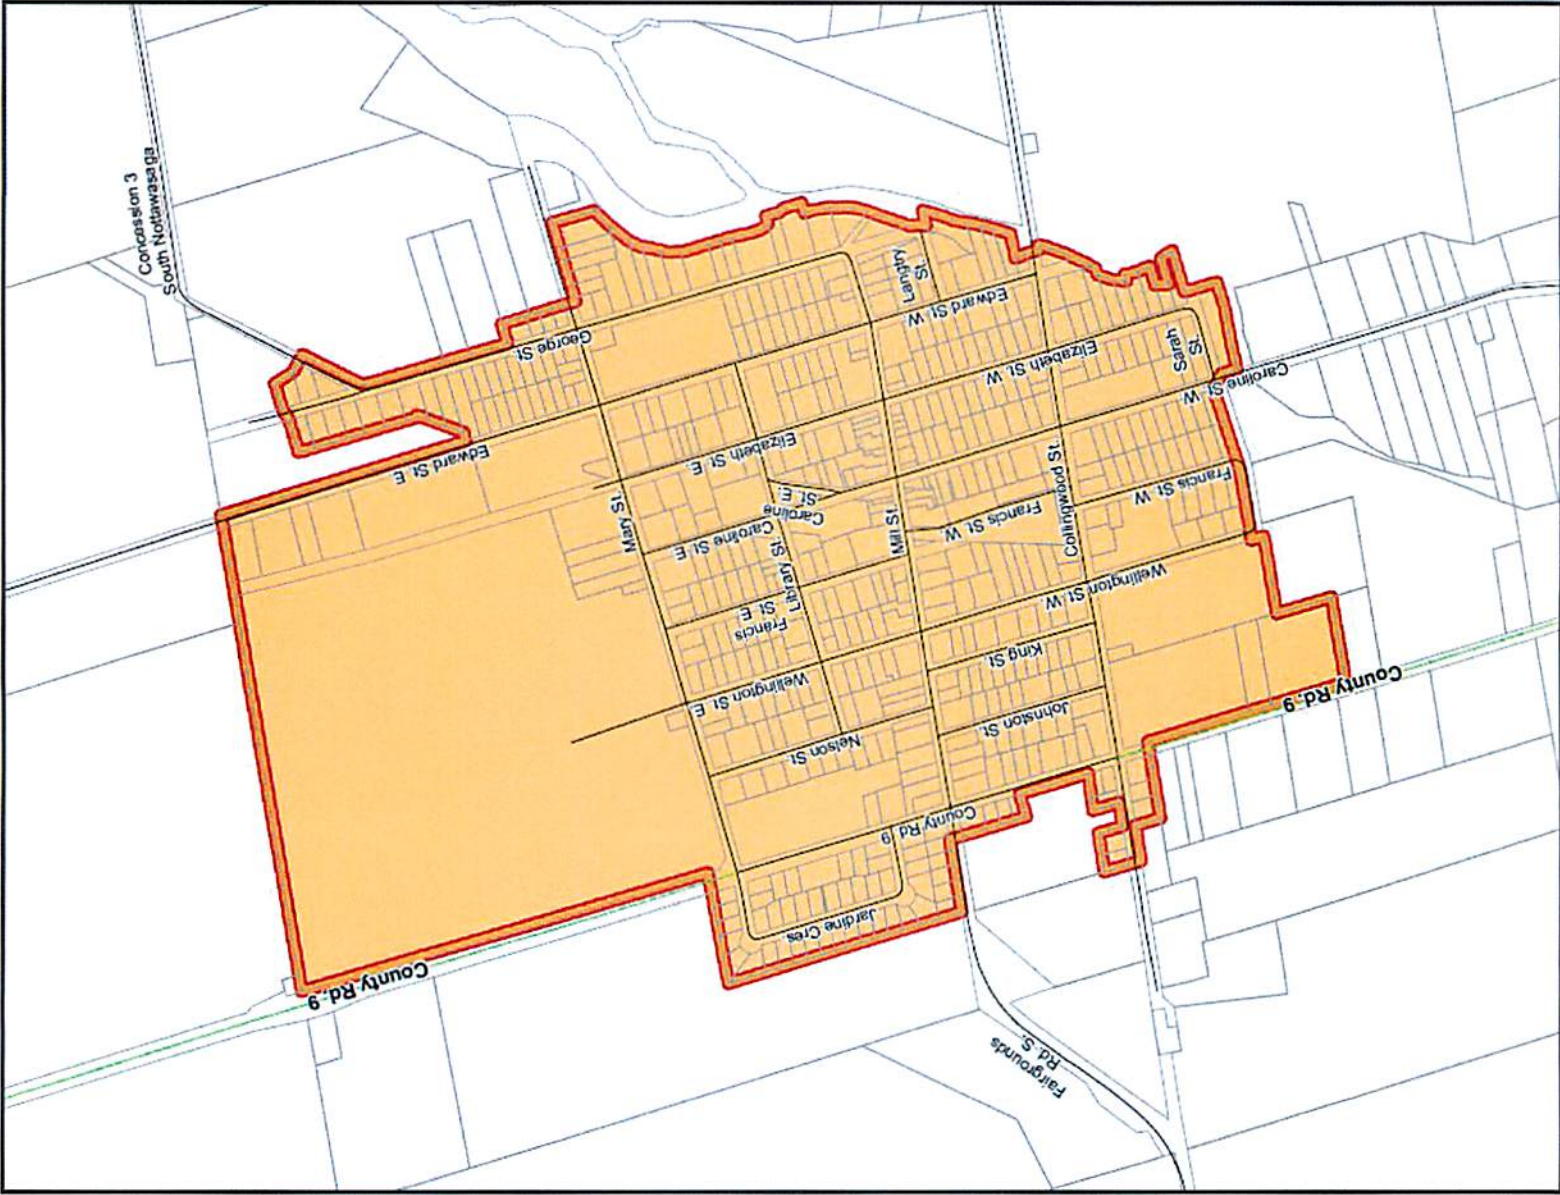 Concession 3
South Nottawasaga
George St.
Langtry
St.
Edward St. W.
Elizabeth St. W.
Sarah
St.
Caroline St. W.
Edward St. E.
Elizabeth St. E.
Mary St.
Caroline
St. E.
Caroline St. E.
Library St.
Mill St.
Francis St. W.
Collingwood St.
Francis St. W.
Francis
St. E.
Wellington St. W.
Wellington St. E.
King St.
Johnston St.
Nelson St.
County Rd. 9
County Rd 9
County Rd. 9
Jardine Cres.
Fairgrounds
Rd. S.